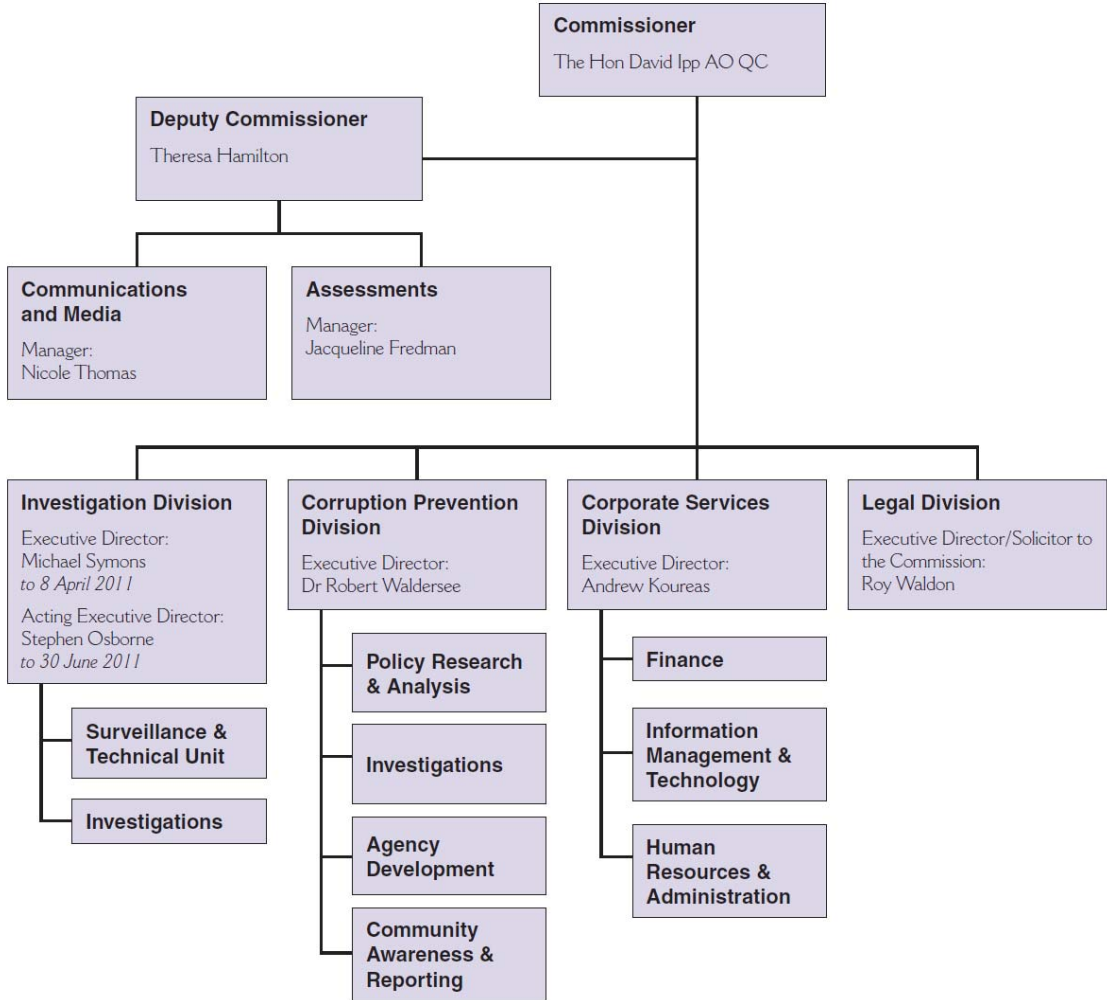 Commissioner
The Hon David Ipp AO QC
Deputy Commissioner
Theresa Hamilton
Communications
and Media
Manager:
Nicole Thomas
Assessments
Manager:
Jacqueline Fredman
Investigation Division
Executive Director:
Michael Symons
to 8 April 2011
Acting Executive Director:
Stephen Osborne
to 30 June 2011
Surveillance &
Technical Unit
Investigations
Corruption Prevention
Division
Executive Director:
Dr Robert Waldersee
Policy Research
& Analysis
Investigations
Agency
Development
Community
Awareness &
Reporting
Corporate Services
Division
Executive Director:
Andrew Koureas
Finance
Information
Management &
Technology
Human
Resources &
Administration
Legal Division
Executive Director/Solicitor to
the Commission:
Roy Waldon